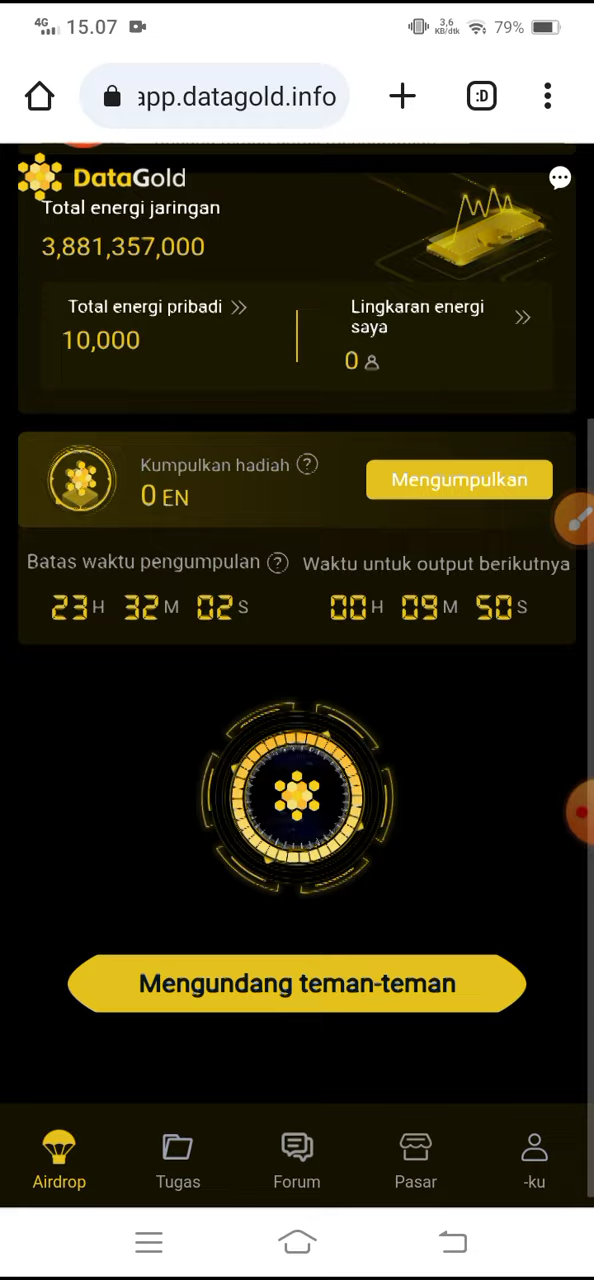 4G 15.07 3,6 KB/dtk 79%
app.datagold.info :D
DataGold
Total energi jaringan
3,881,357,000
Total energi pribadi
10,000
Lingkaran energi
saya
0
Kumpulkan hadiah ?
0 EN
Mengumpulkan
Batas waktu pengumpulan ? Waktu untuk output berikutnya
23 H 32 M 02 S 00 H 09 M 50 S
Mengundang teman-teman
Airdrop Tugas Forum Pasar -ku